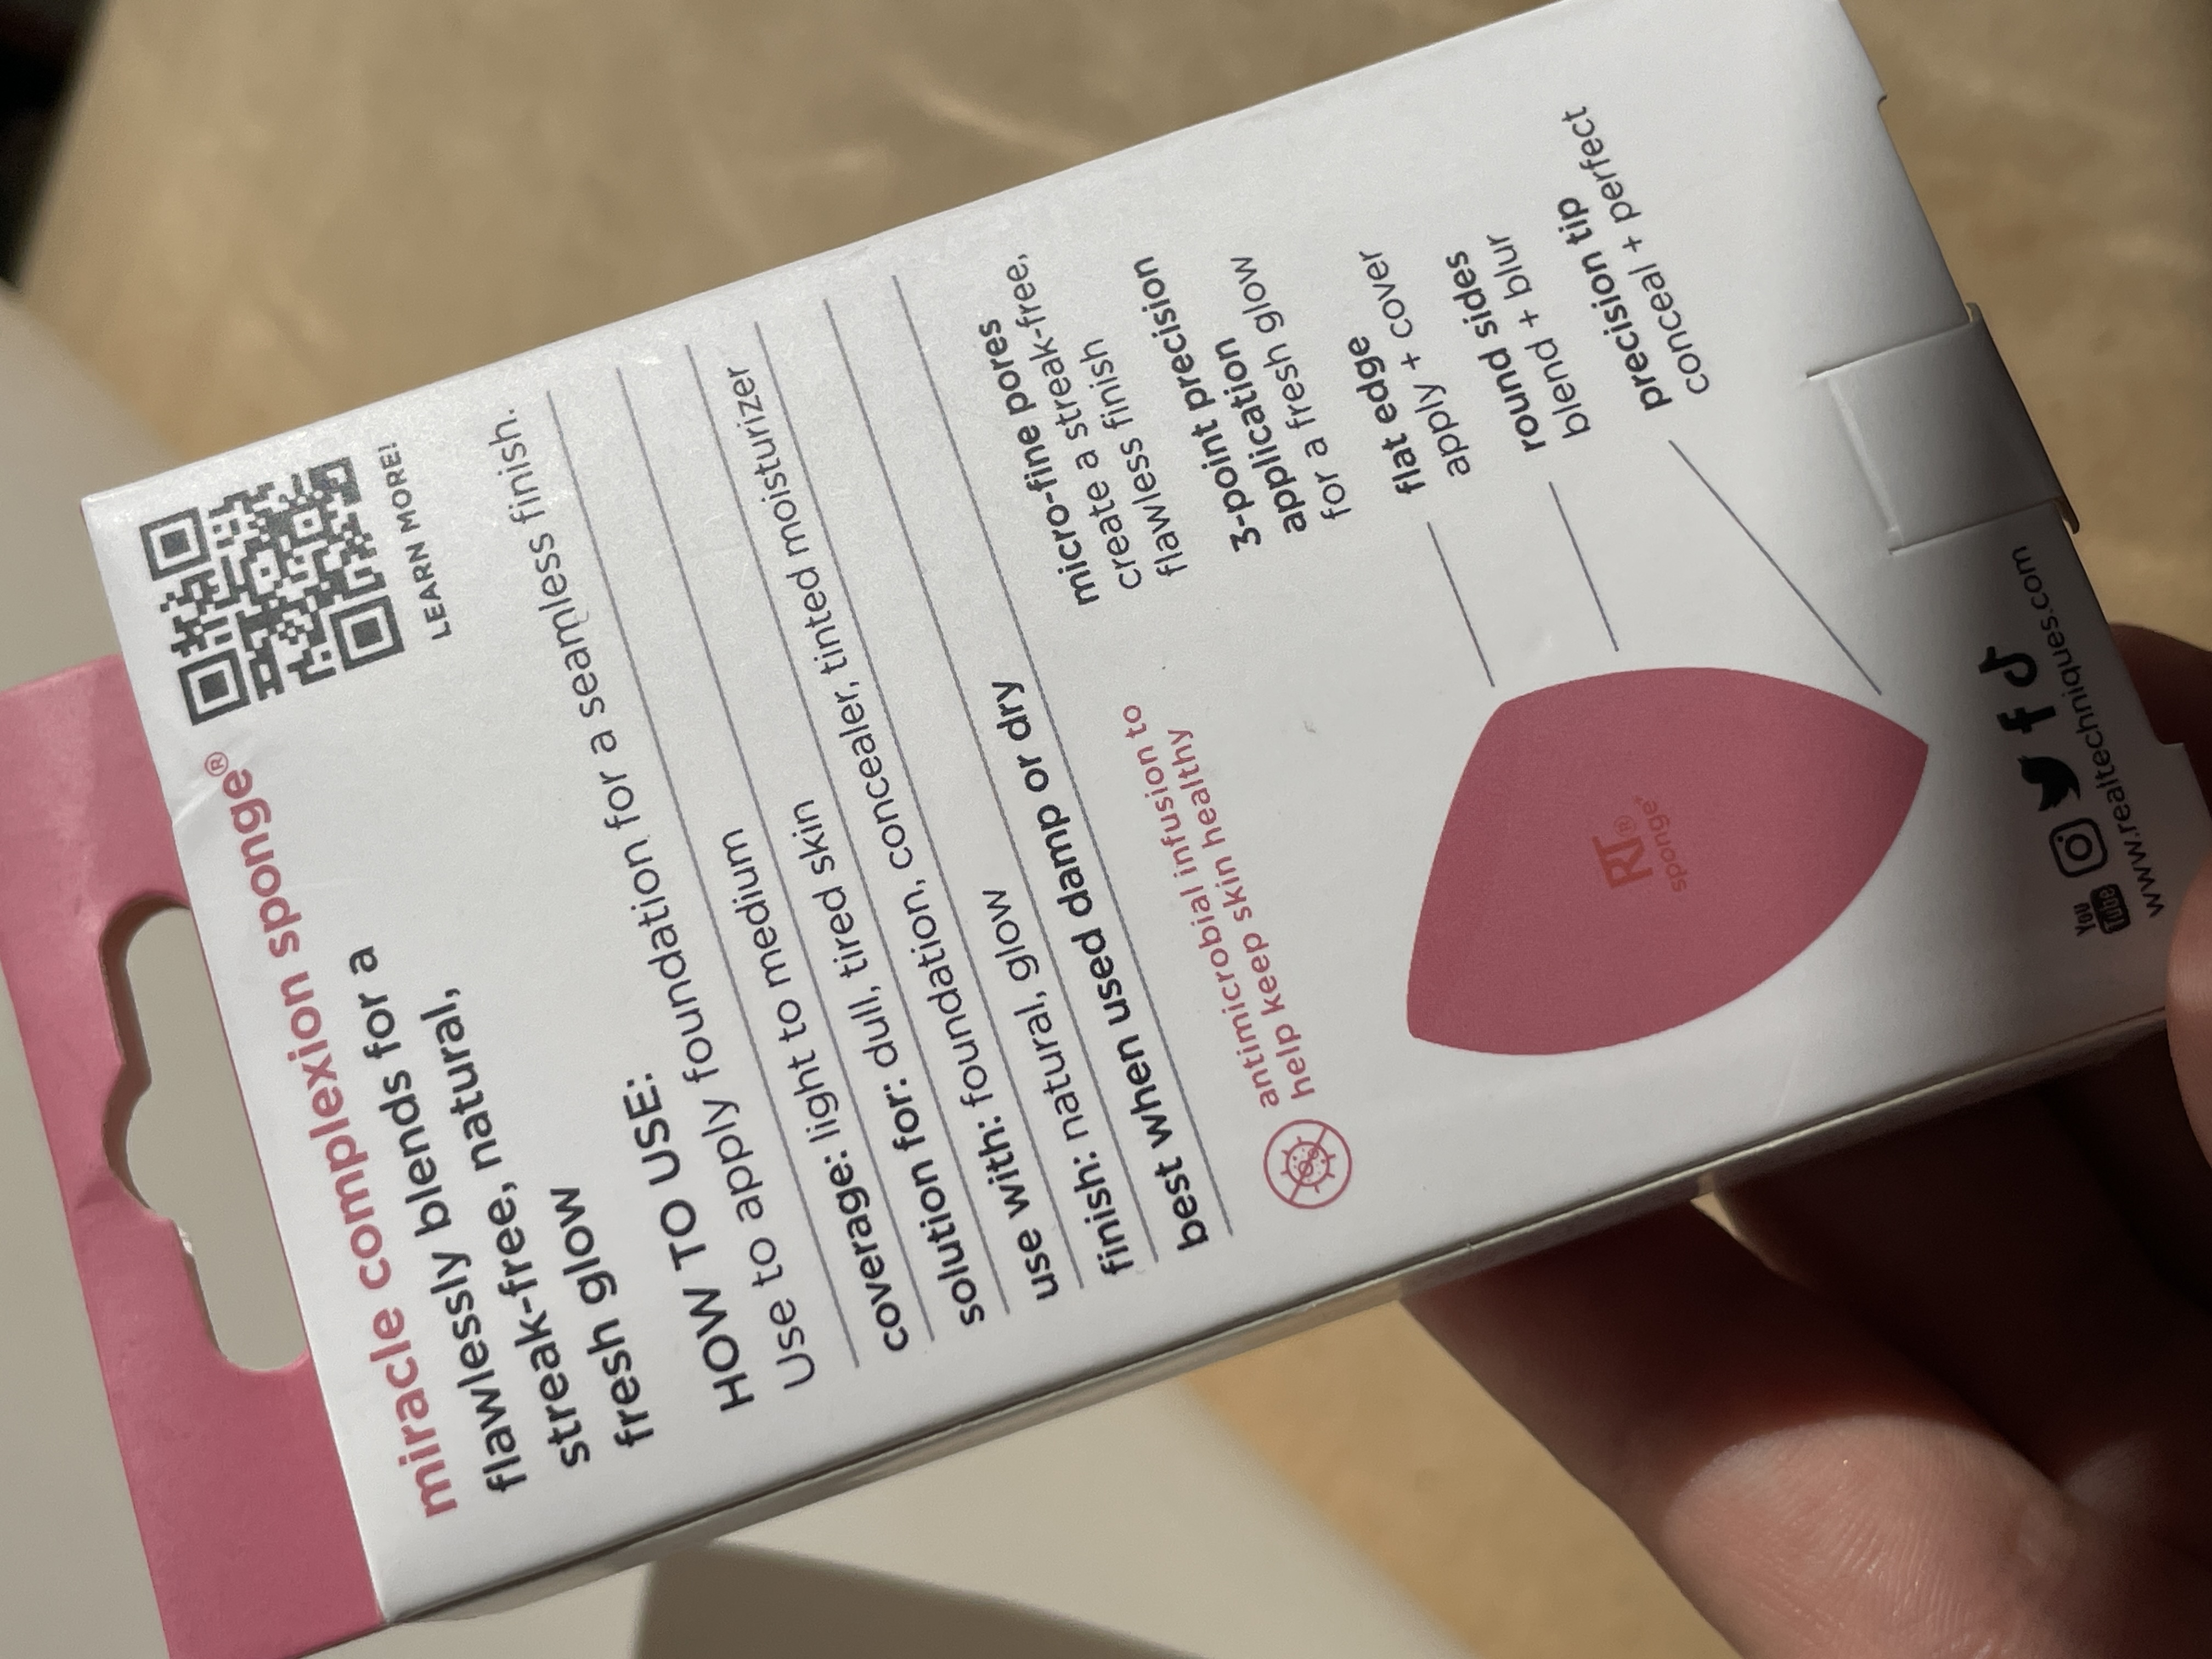 miracle complexion sponge®
flawlessly blends for a
streak-free, natural,
fresh glow
LEARN MORE!
HOW TO USE:
Use to apply foundation for a seamless finish.
coverage: light to medium
solution for: dull, tired skin
use with: foundation, concealer, tinted moisturizer
finish: natural, glow
best when used damp or dry
antimicrobial infusion to
help keep skin healthy
micro-fine pores
create a streak-free,
flawless finish
3-point precision
application
for a fresh glow
flat edge
apply + cover
round sides
blend + blur
precision tip
conceal + perfect
RT®
sponge®
You
Tube
www.realtechniques.com